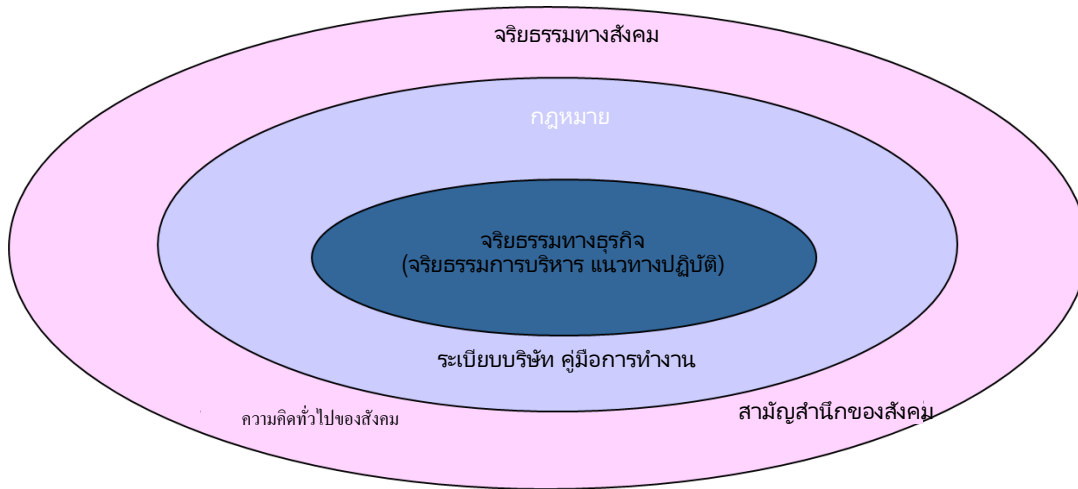 จริยธรรมทางสังคม
กฎหมาย
จริยธรรมทางธุรกิจ
(จริยธรรมการบริหาร แนวทางปฏิบัติ)
ระเบียบบริษัท คู่มือการทำงาน
สามัญสำนึกของสังคม
ความคิดทั่วไปของสังคม